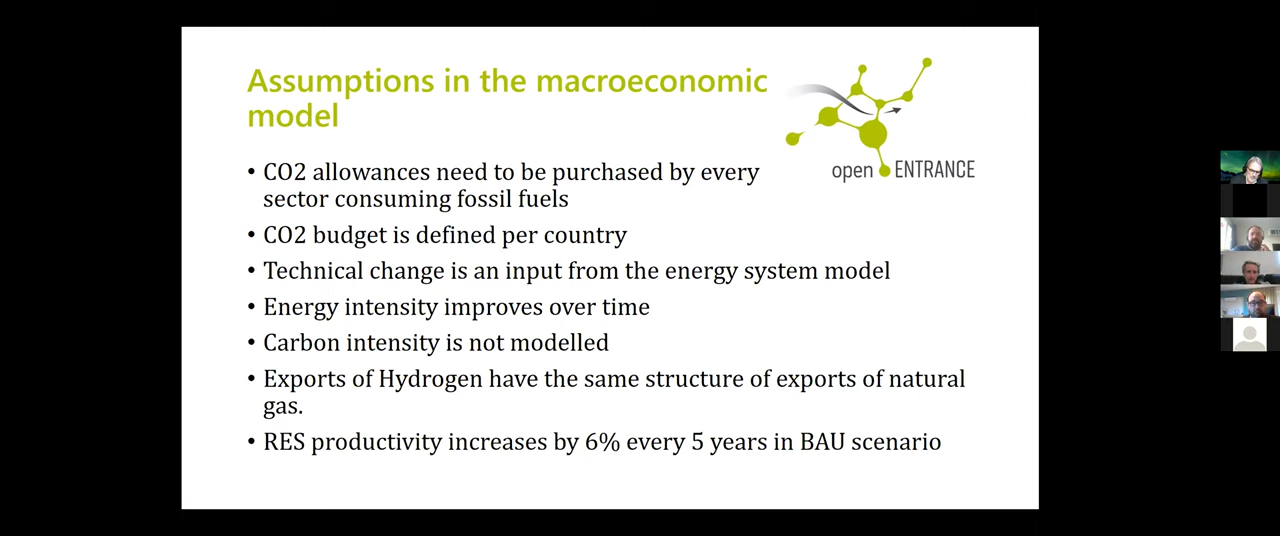 Assumptions in the macroeconomic
model
open ENTRANCE
• CO2 allowances need to be purchased by every
sector consuming fossil fuels
• CO2 budget is defined per country
• Technical change is an input from the energy system model
• Energy intensity improves over time
• Carbon intensity is not modelled
• Exports of Hydrogen have the same structure of exports of natural
gas.
• RES productivity increases by 6% every 5 years in BAU scenario